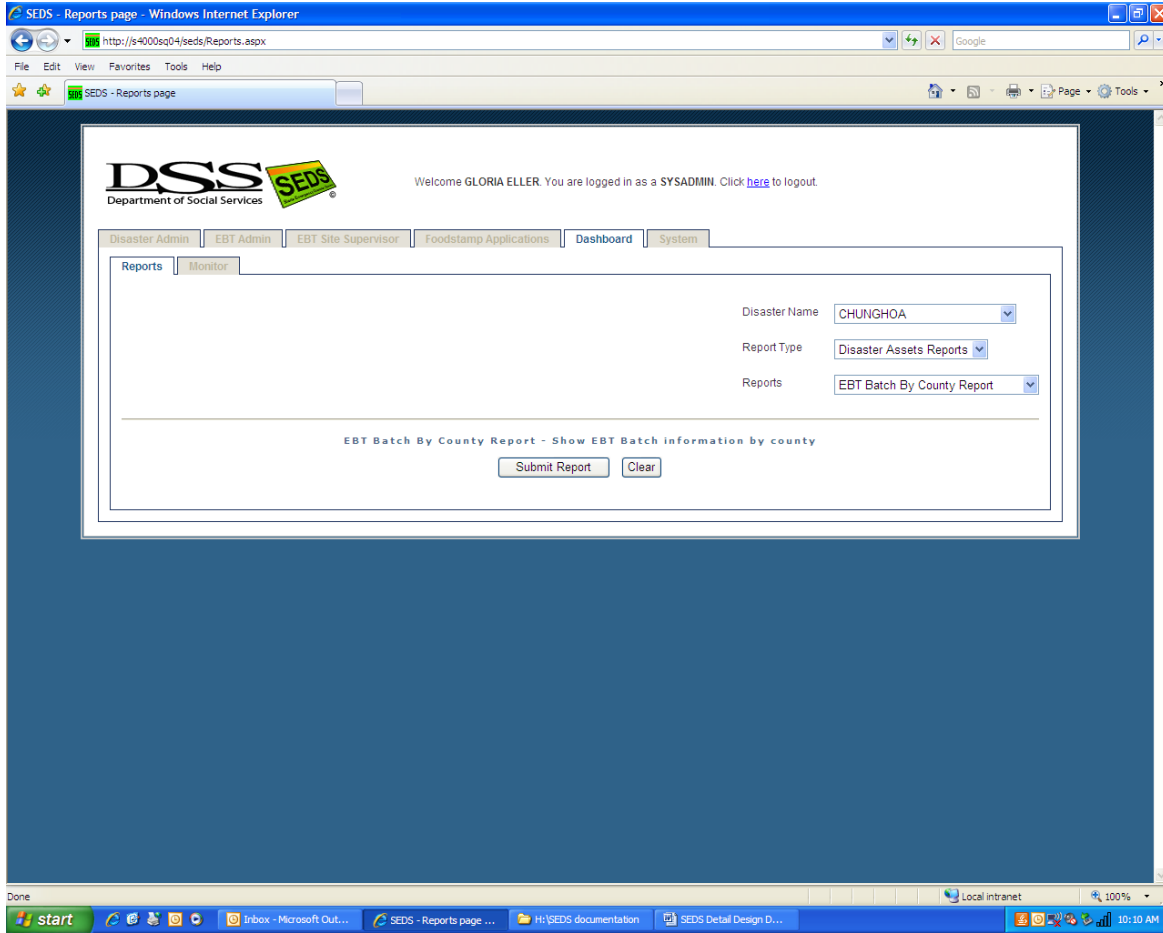 SEDS - Reports page - Windows Internet Explorer
SEDS http://s4000sq04/seds/Reports.aspx Google
File Edit View Favorites Tools Help
SEDS SEDS - Reports page Page Tools
DSS SEDS ©
Department of Social Services
Welcome GLORIA ELLER. You are logged in as a SYSADMIN. Click here to logout.
Disaster Admin EBT Admin EBT Site Supervisor Foodstamp Applications Dashboard System
Reports Monitor
Disaster Name CHUNGHOA
Report Type Disaster Assets Reports
Reports EBT Batch By County Report
EBT Batch By County Report - Show EBT Batch information by county
Submit Report Clear
Done Local intranet 100%
start Inbox - Microsoft Out... SEDS - Reports page ... H:\SEDS documentation SEDS Detail Design D... 10:10 AM